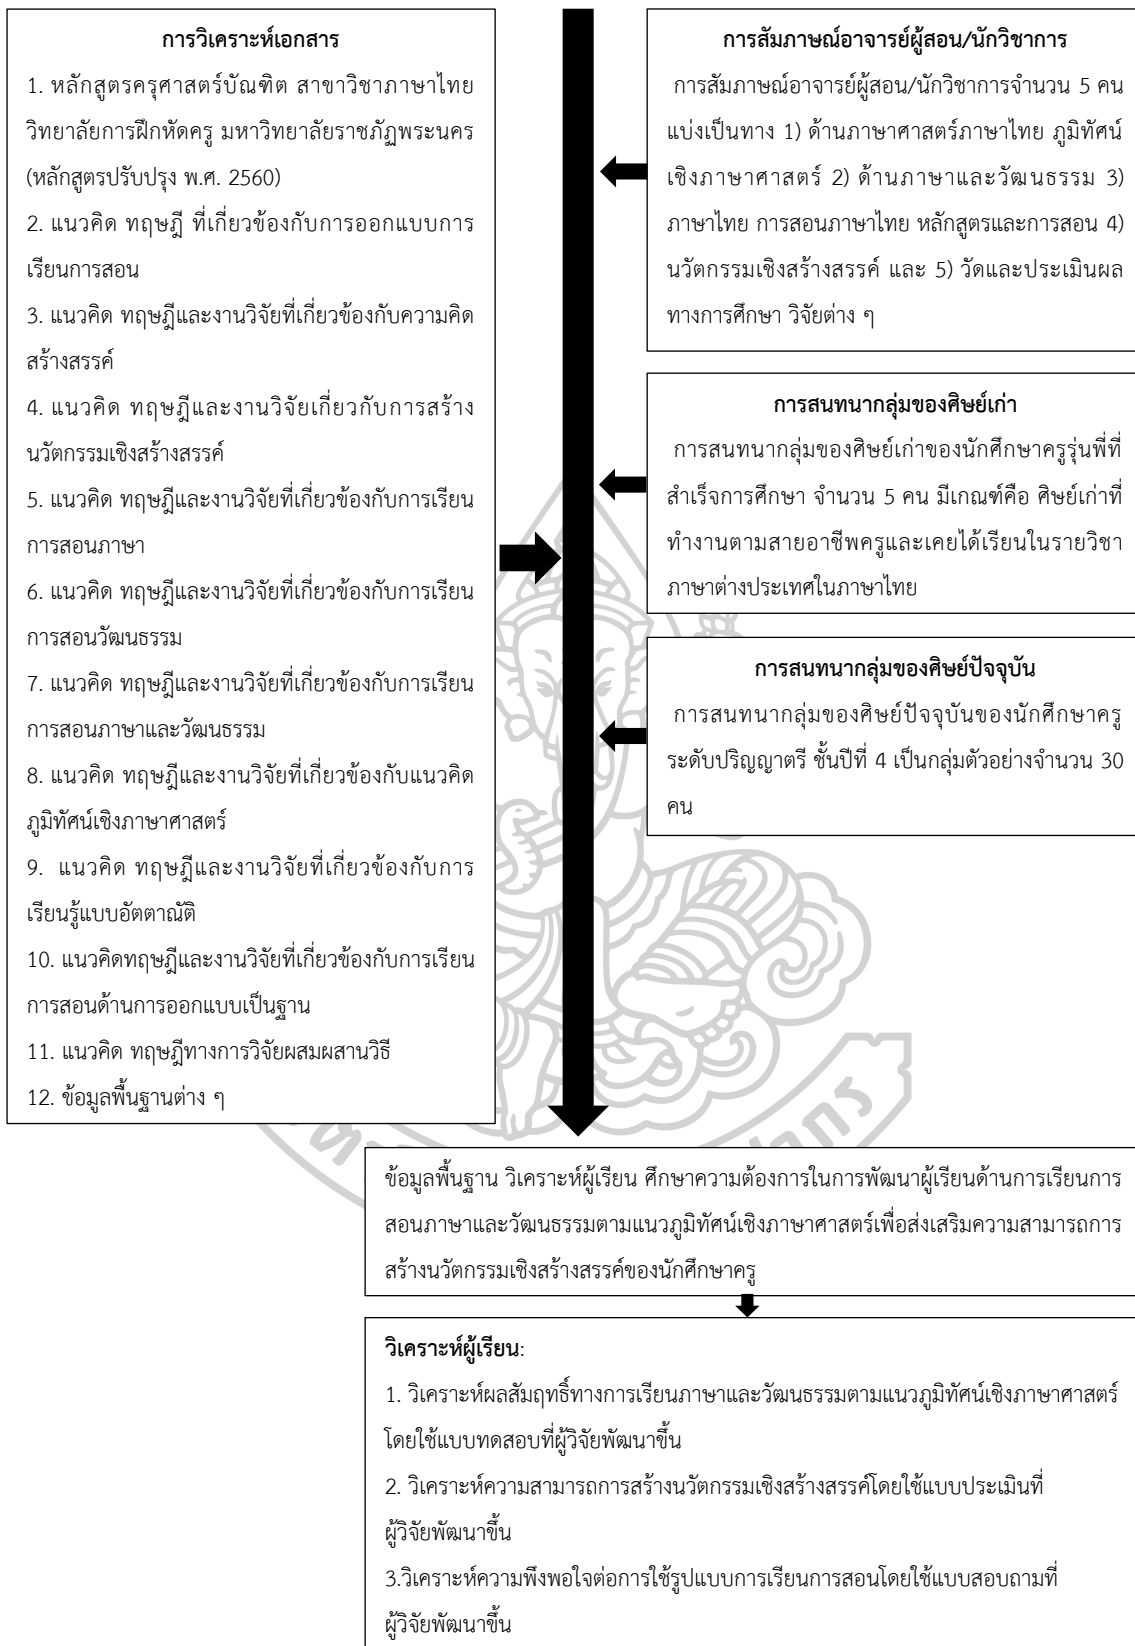 การวิเคราะห์เอกสาร
1. หลักสูตรครุศาสตร์บัณฑิต สาขาวิชาภาษาไทย
วิทยาลัยการฝึกหัดครู มหาวิทยาลัยราชภัฏพระนคร
(หลักสูตรปรับปรุง พ.ศ. 2560)
2. แนวคิด ทฤษฎี ที่เกี่ยวข้องกับการออกแบบการ
เรียนการสอน
3. แนวคิด ทฤษฎีและงานวิจัยที่เกี่ยวข้องกับความคิด
สร้างสรรค์
4. แนวคิด ทฤษฎีและงานวิจัยเกี่ยวกับการสร้าง
นวัตกรรมเชิงสร้างสรรค์
5. แนวคิด ทฤษฎีและงานวิจัยที่เกี่ยวข้องกับการเรียน
การสอนภาษา
6. แนวคิด ทฤษฎีและงานวิจัยที่เกี่ยวข้องกับการเรียน
การสอนวัฒนธรรม
7. แนวคิด ทฤษฎีและงานวิจัยที่เกี่ยวข้องกับการเรียน
การสอนภาษาและวัฒนธรรม
8. แนวคิด ทฤษฎีและงานวิจัยที่เกี่ยวข้องกับแนวคิด
ภูมิทัศน์เชิงภาษาศาสตร์
9. แนวคิด ทฤษฎีและงานวิจัยที่เกี่ยวข้องกับการ
เรียนรู้แบบอัตตาณัติ
10. แนวคิดทฤษฎีและงานวิจัยที่เกี่ยวข้องกับการเรียน
การสอนด้านการออกแบบเป็นฐาน
11. แนวคิด ทฤษฎีทางการวิจัยผสมผสานวิธี
12. ข้อมูลพื้นฐานต่าง ๆ
การสัมภาษณ์อาจารย์ผู้สอน/นักวิชาการ
การสัมภาษณ์อาจารย์ผู้สอน/นักวิชาการจำนวน 5 คน
แบ่งเป็นทาง 1) ด้านภาษาศาสตร์ภาษาไทย ภูมิทัศน์
เชิงภาษาศาสตร์ 2) ด้านภาษาและวัฒนธรรม 3)
ภาษาไทย การสอนภาษาไทย หลักสูตรและการสอน 4)
นวัตกรรมเชิงสร้างสรรค์ และ 5) วัดและประเมินผล
ทางการศึกษา วิจัยต่าง ๆ
การสนทนากลุ่มของศิษย์เก่า
การสนทนากลุ่มของศิษย์เก่าของนักศึกษาครูรุ่นพี่ที่
สำเร็จการศึกษา จำนวน 5 คน มีเกณฑ์คือ ศิษย์เก่าที่
ทำงานตามสายอาชีพครูและเคยได้เรียนในรายวิชา
ภาษาต่างประเทศในภาษาไทย
การสนทนากลุ่มของศิษย์ปัจจุบัน
การสนทนากลุ่มของศิษย์ปัจจุบันของนักศึกษาครู
ระดับปริญญาตรี ชั้นปีที่ 4 เป็นกลุ่มตัวอย่างจำนวน 30
คน
ข้อมูลพื้นฐาน วิเคราะห์ผู้เรียน ศึกษาความต้องการในการพัฒนาผู้เรียนด้านการเรียนการ
สอนภาษาและวัฒนธรรมตามแนวภูมิทัศน์เชิงภาษาศาสตร์เพื่อส่งเสริมความสามารถการ
สร้างนวัตกรรมเชิงสร้างสรรค์ของนักศึกษาครู
วิเคราะห์ผู้เรียน:
1. วิเคราะห์ผลสัมฤทธิ์ทางการเรียนภาษาและวัฒนธรรมตามแนวภูมิทัศน์เชิงภาษาศาสตร์
โดยใช้แบบทดสอบที่ผู้วิจัยพัฒนาขึ้น
2. วิเคราะห์ความสามารถการสร้างนวัตกรรมเชิงสร้างสรรค์โดยใช้แบบประเมินที่
ผู้วิจัยพัฒนาขึ้น
3.วิเคราะห์ความพึงพอใจต่อการใช้รูปแบบการเรียนการสอนโดยใช้แบบสอบถามที่
ผู้วิจัยพัฒนาขึ้น